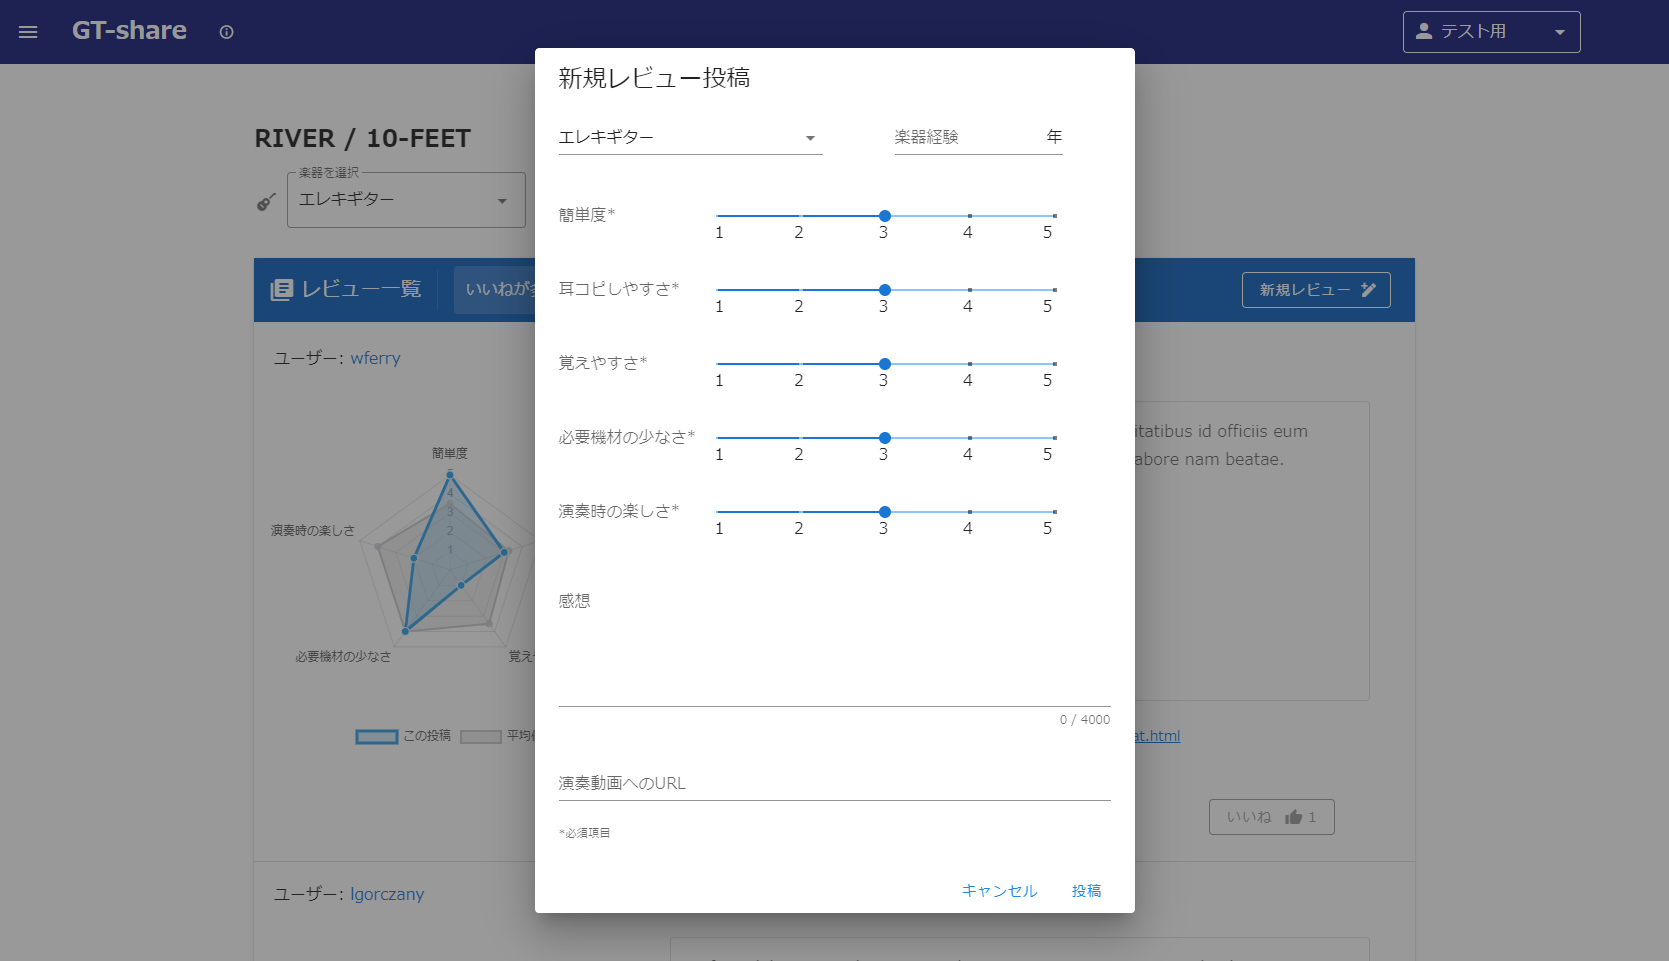 GT-share
テスト用
RIVER / 10-FEET
楽器を選択
エレキギター
レビュー一覧
いいねが
新規レビュー
ユーザー: wferry
簡単度
5
4
3
2
1
演奏時の楽しさ
必要機材の少なさ
覚え
この投稿
平均
itatibus id officiis eum
abore nam beatae.
at.html
いいね 1
ユーザー: lgorczany
新規レビュー投稿
エレキギター
楽器経験 年
簡単度*
1 2 3 4 5
耳コピしやすさ*
1 2 3 4 5
覚えやすさ*
1 2 3 4 5
必要機材の少なさ*
1 2 3 4 5
演奏時の楽しさ*
1 2 3 4 5
感想
0 / 4000
演奏動画へのURL
*必須項目
キャンセル 投稿